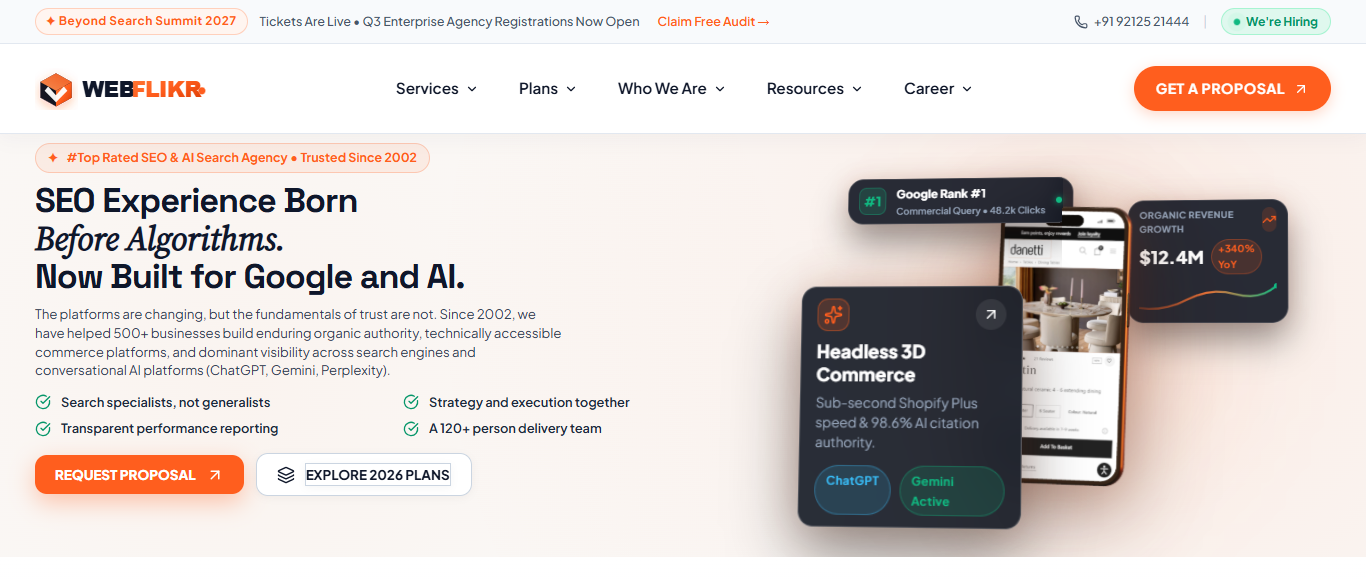 ✦ Beyond Search Summit 2027
Tickets Are Live • Q3 Enterprise Agency Registrations Now Open
Claim Free Audit→
+91 92125 21444
We're Hiring
WEBFLIKR
Services
Plans
Who We Are
Resources
Career
GET A PROPOSAL
✦ #Top Rated SEO & AI Search Agency • Trusted Since 2002
SEO Experience Born
Before Algorithms.
Now Built for Google and AI.
The platforms are changing, but the fundamentals of trust are not. Since 2002, we
have helped 500+ businesses build enduring organic authority, technically accessible
commerce platforms, and dominant visibility across search engines and
conversational AI platforms (ChatGPT, Gemini, Perplexity).
Search specialists, not generalists
Strategy and execution together
Transparent performance reporting
A 120+ person delivery team
REQUEST PROPOSAL
EXPLORE 2026 PLANS
#1
Google Rank #1
Commercial Query • 48.2k Clicks
ORGANIC REVENUE
GROWTH
$12.4M
+340%
YoY
danetti
Headless 3D
Commerce
Sub-second Shopify Plus
speed & 98.6% AI citation
authority.
ChatGPT
Gemini
Active
Add To Basket